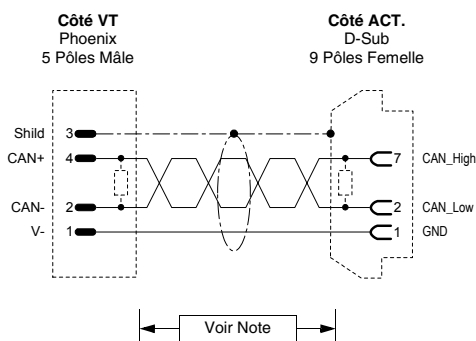 Côté VT
Phoenix
5 Pôles Mâle
Côté ACT.
D-Sub
9 Pôles Femelle
Shild 3
CAN+ 4
7 CAN_High
CAN- 2
2 CAN_Low
V- 1
1 GND
Voir Note